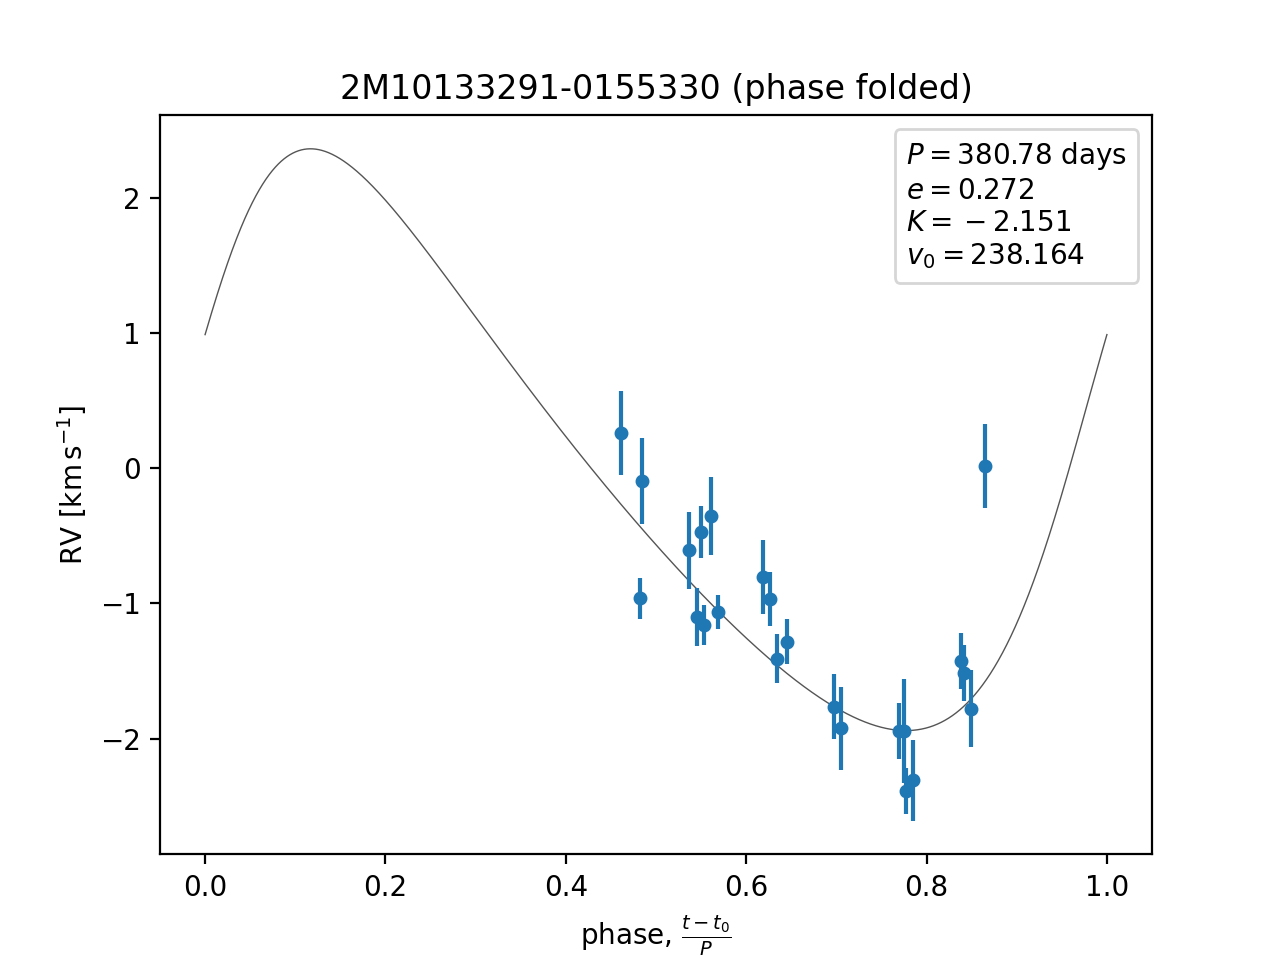 2M10133291-0155330 (phase folded)
P = 380.78 days
e = 0.272
K = −2.151
v₀ = 238.164
RV [km s⁻¹]
2
1
0
−1
−2
0.0 0.2 0.4 0.6 0.8 1.0
phase, (t − t₀)/P